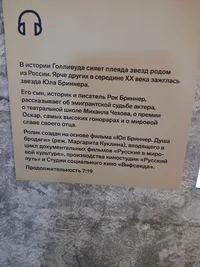 В истории Голливуда сияет плеяда звезд родом
из России. Ярче других в середине XX века зажглась
звезда Юла Бриннера.
Его сын, историк и писатель Рок Бриннер,
рассказывает об эмигрантской судьбе актера,
о театральной школе Михаила Чехова, о премии
Оскар, самых высоких гонорарах и о мировой
славе своего отца.
Ролик создан на основе фильма «Юл Бриннер. Душа
бродяги» (реж. Маргарита Куклина), входящего в
цикл документальных фильмов «Русские в миро-
вой культуре», производства киностудии «Русский
путь» и Студии социального кино «Вифсаида».
Продолжительность 7:19